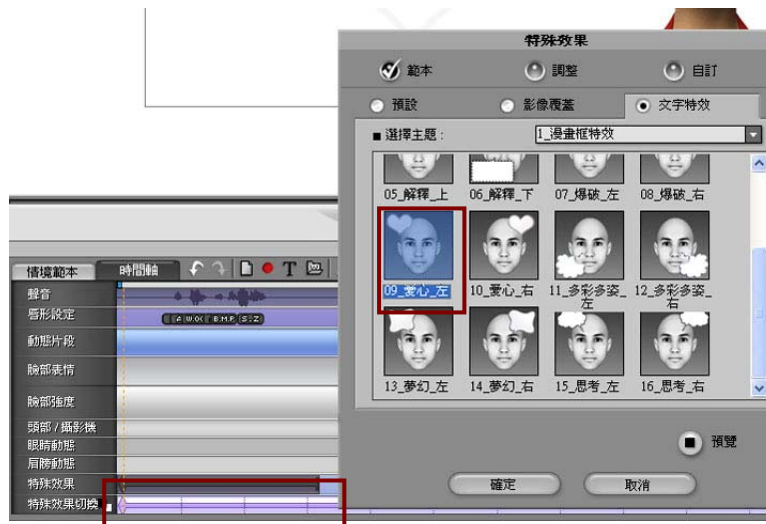 特殊效果
範本 調整 自訂
預設 影像覆蓋 文字特效
選擇主題: 1_漫畫框特效
05_解釋_上 06_解釋_下 07_爆破_左 08_爆破_右
09_愛心_左 10_愛心_右 11_多彩多姿_左 12_多彩多姿_右
13_夢幻_左 14_夢幻_右 15_思考_左 16_思考_右
預覽
確定 取消
情境範本 時間軸 T
聲音
唇形設定
動態片段
臉部表情
臉部強度
頭部/攝影機
眼睛動態
肩膀動態
特殊效果
特殊效果切換